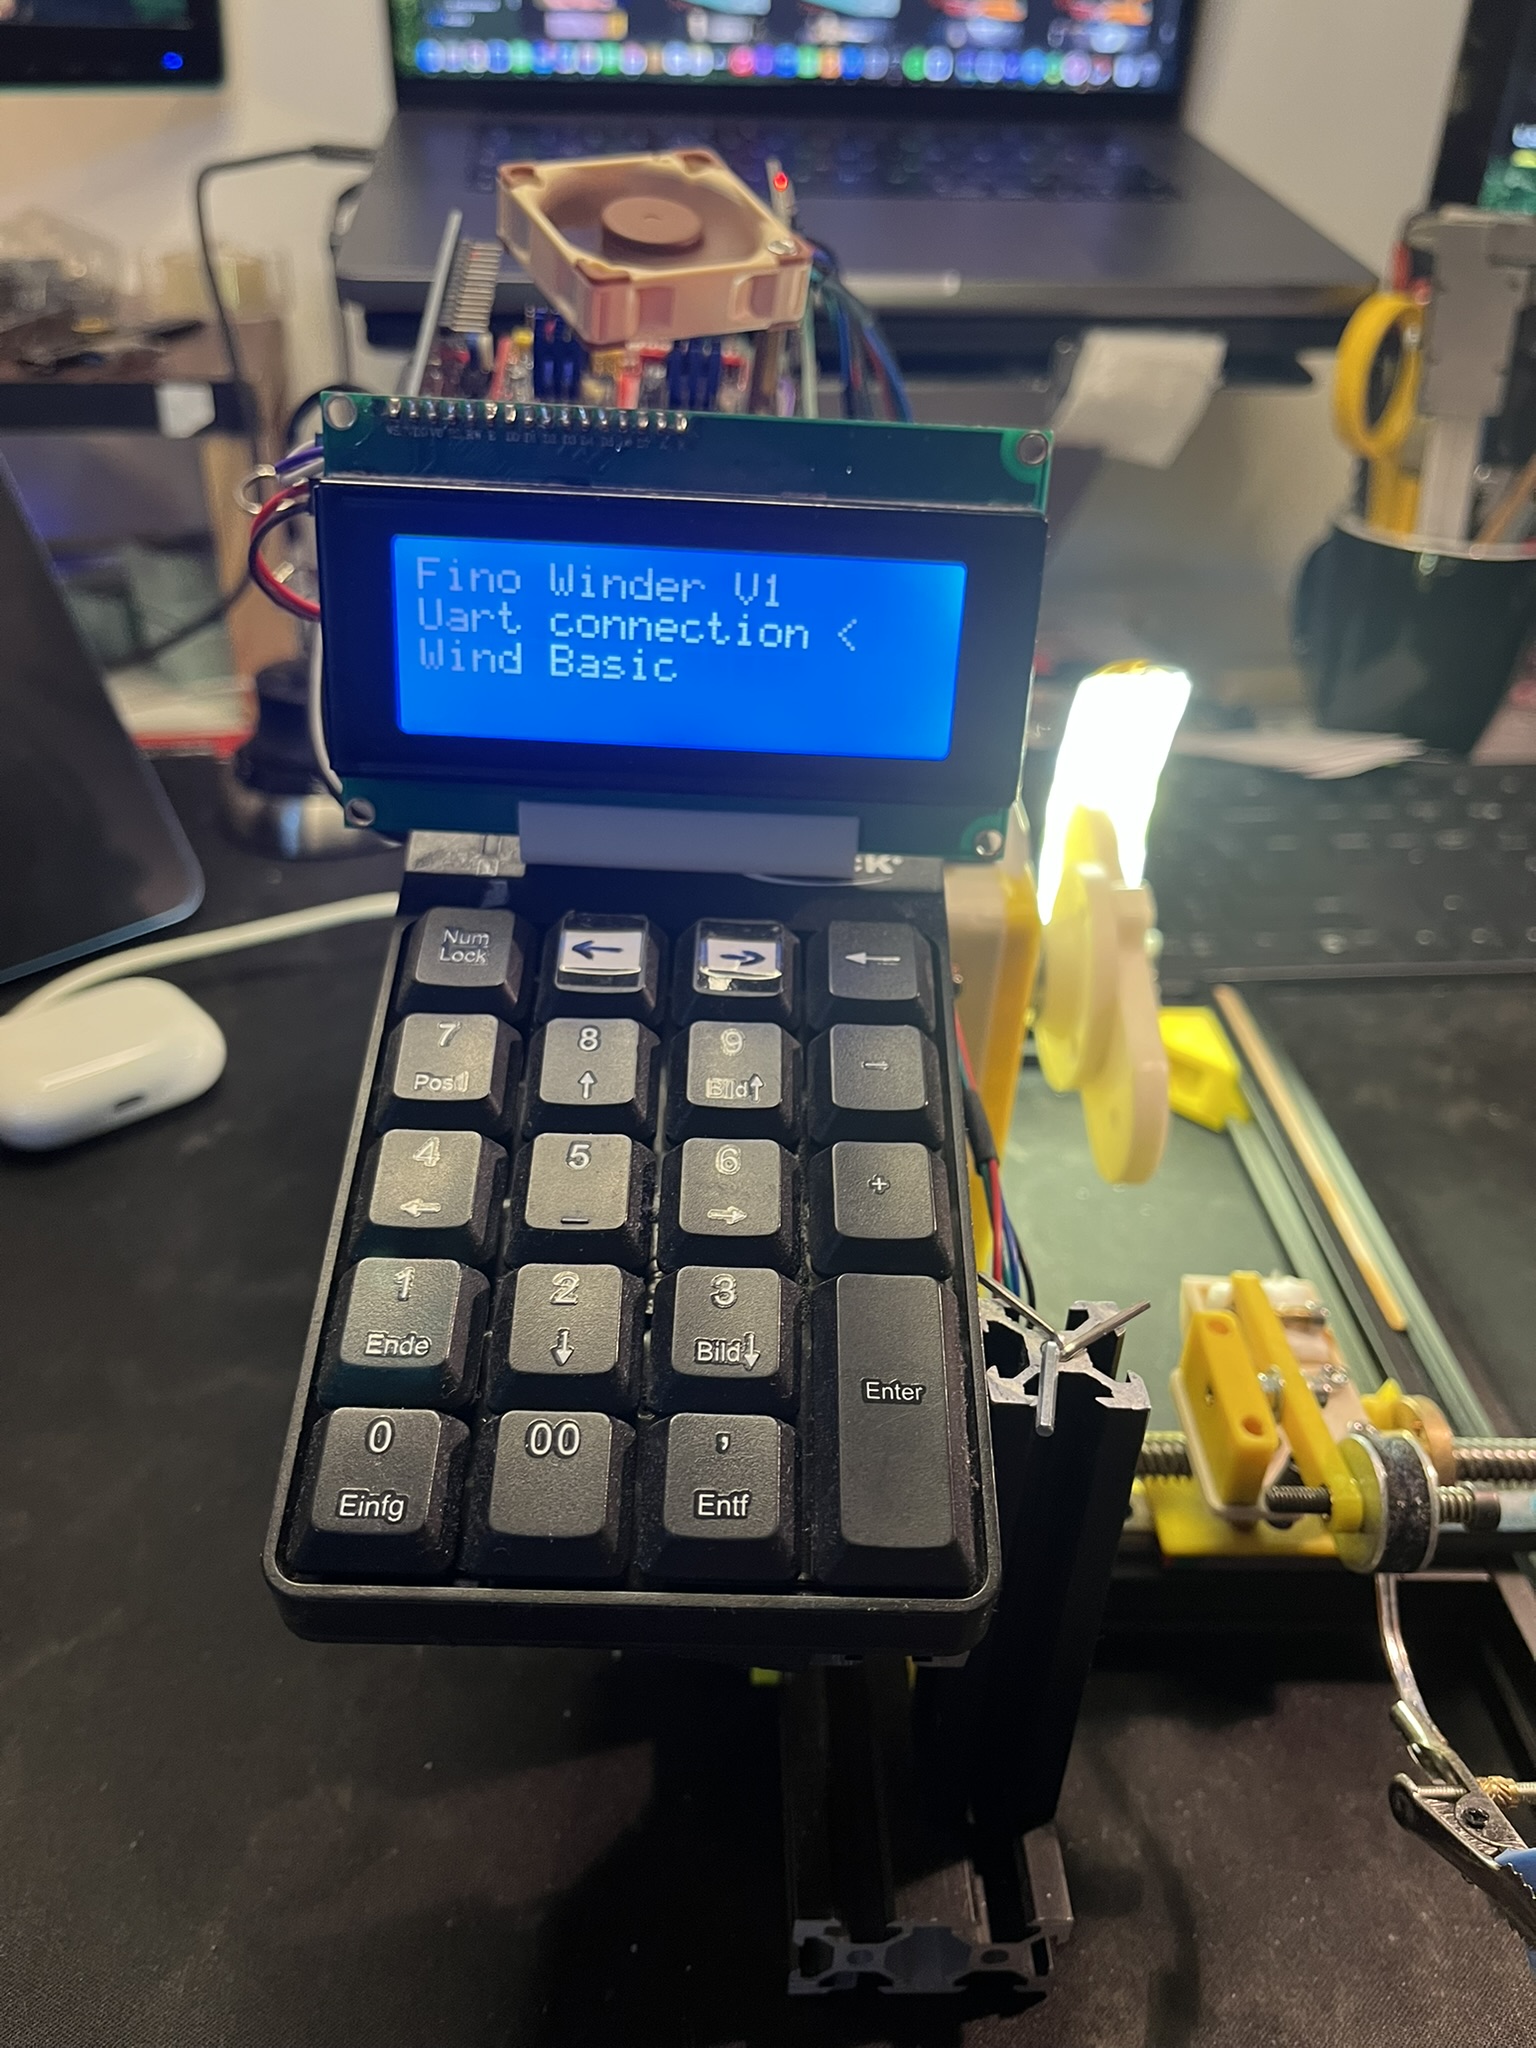 Fino Winder V1
Uart connection <
Wind Basic
Num
Lock
←
→
←
7
Pos1
8
↑
9
Bild↑
-
4
←
5
6
→
+
1
Ende
2
↓
3
Bild↓
Enter
0
Einfg
00
,
Entf